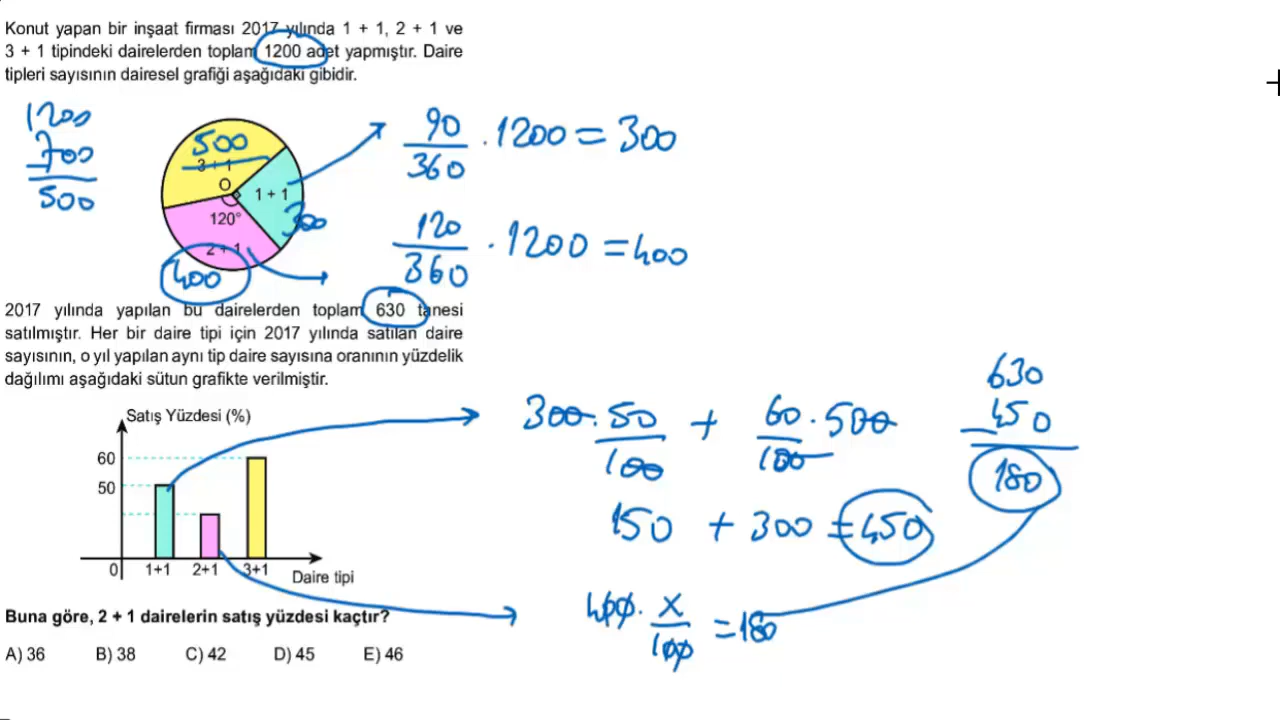 Konut yapan bir inşaat firması 2017 yılında 1 + 1, 2 + 1 ve
3 + 1 tipindeki dairelerden toplam 1200 adet yapmıştır. Daire
tipleri sayısının dairesel grafiği aşağıdaki gibidir.
1200
- 700
500
500
3 + 1
O
1 + 1
300
120°
2 + 1
400
90/360 . 1200 = 300
120/360 . 1200 = 400
2017 yılında yapılan bu dairelerden toplam 630 tanesi
satılmıştır. Her bir daire tipi için 2017 yılında satılan daire
sayısının, o yıl yapılan aynı tip daire sayısına oranının yüzdelik
dağılımı aşağıdaki sütun grafikte verilmiştir.
Satış Yüzdesi (%)
60
50
0
1+1 2+1 3+1
Daire tipi
300 . 50/100 + 60/100 . 500
150 + 300 = 450
630
- 450
180
400 . x/100 = 180
Buna göre, 2 + 1 dairelerin satış yüzdesi kaçtır?
A) 36 B) 38 C) 42 D) 45 E) 46